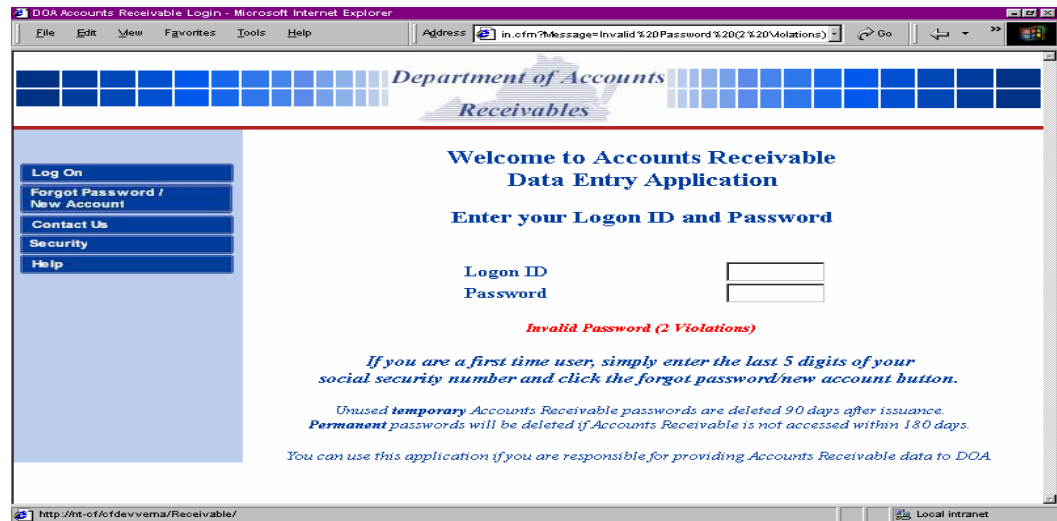 DOA Accounts Receivable Login - Microsoft Internet Explorer
File Edit View Favorites Tools Help Address in.cfm?Message=Invalid%20Password%20(2%20Violations) Go »
Department of Accounts
Receivables
Log On
Forgot Password /
New Account
Contact Us
Security
Help
Welcome to Accounts Receivable
Data Entry Application
Enter your Logon ID and Password
Logon ID
Password
Invalid Password (2 Violations)
If you are a first time user, simply enter the last 5 digits of your
social security number and click the forgot password/new account button.
Unused temporary Accounts Receivable passwords are deleted 90 days after issuance.
Permanent passwords will be deleted if Accounts Receivable is not accessed within 180 days.
You can use this application if you are responsible for providing Accounts Receivable data to DOA
http://nt-cf/cfdevvema/Receivable/ Local intranet